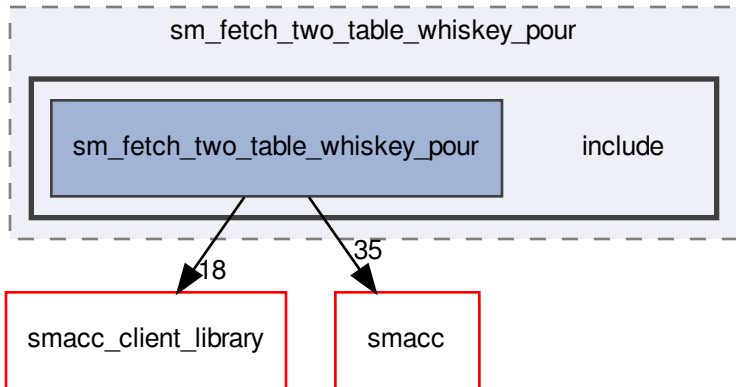 sm_fetch_two_table_whiskey_pour
sm_fetch_two_table_whiskey_pour
include
18
35
smacc_client_library
smacc